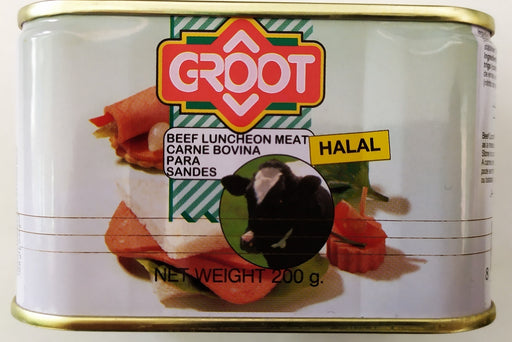 GROOT
BEEF LUNCHEON MEAT
CARNE BOVINA
PARA
SANDES
HALAL
NET WEIGHT 200 g.